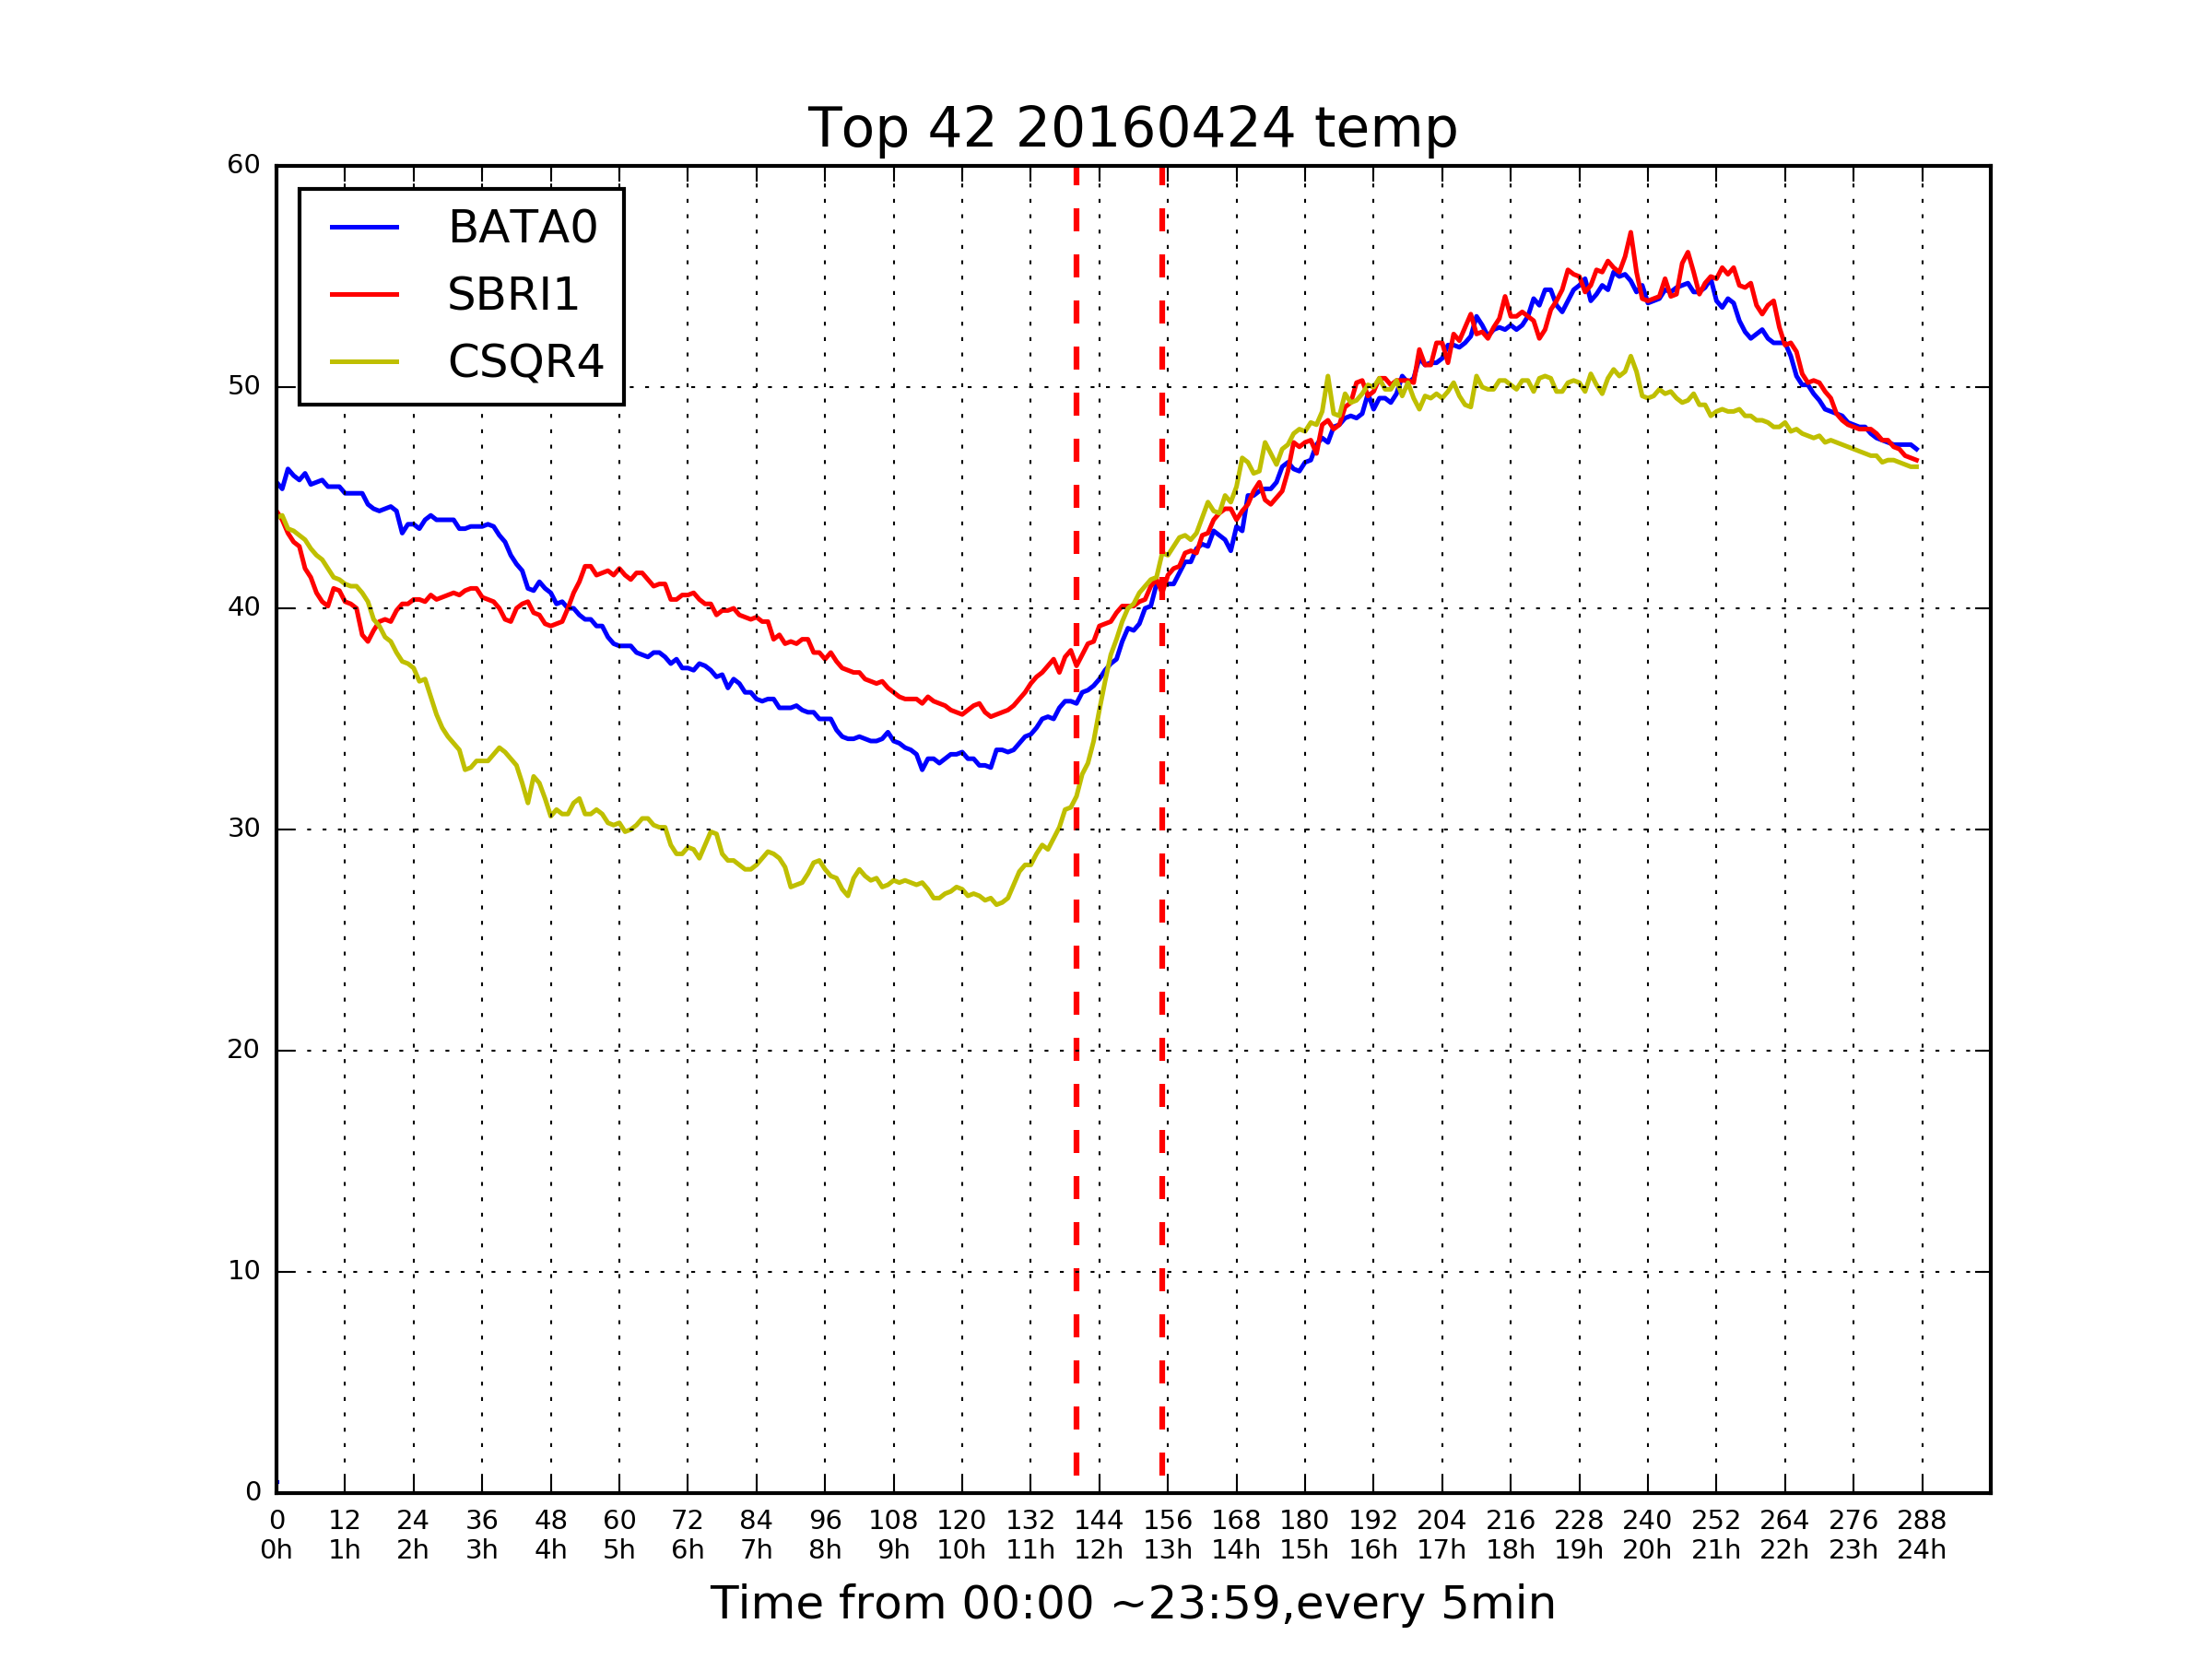 Top 42 20160424 temp
60
50
40
30
20
10
0
BATA0
SBRI1
CSQR4
0 12 24 36 48 60 72 84 96 108 120 132 144 156 168 180 192 204 216 228 240 252 264 276 288
0h 1h 2h 3h 4h 5h 6h 7h 8h 9h 10h 11h 12h 13h 14h 15h 16h 17h 18h 19h 20h 21h 22h 23h 24h
Time from 00:00 ~23:59,every 5min